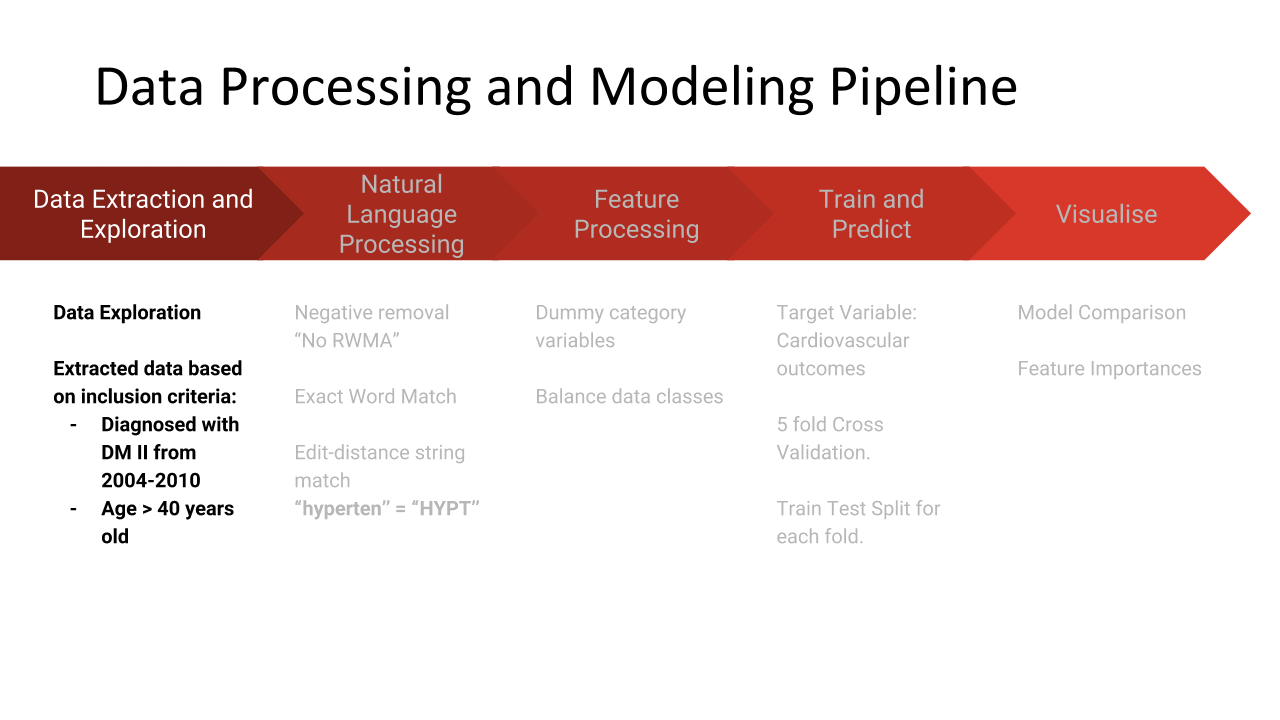 Data Processing and Modeling Pipeline
Data Extraction and
Exploration
Natural
Language
Processing
Feature
Processing
Train and
Predict
Visualise
Data Exploration
Extracted data based
on inclusion criteria:
- Diagnosed with
DM II from
2004-2010
- Age > 40 years
old
Negative removal
“No RWMA”
Exact Word Match
Edit-distance string
match
“hyperten” = “HYPT”
Dummy category
variables
Balance data classes
Target Variable:
Cardiovascular
outcomes
5 fold Cross
Validation.
Train Test Split for
each fold.
Model Comparison
Feature Importances